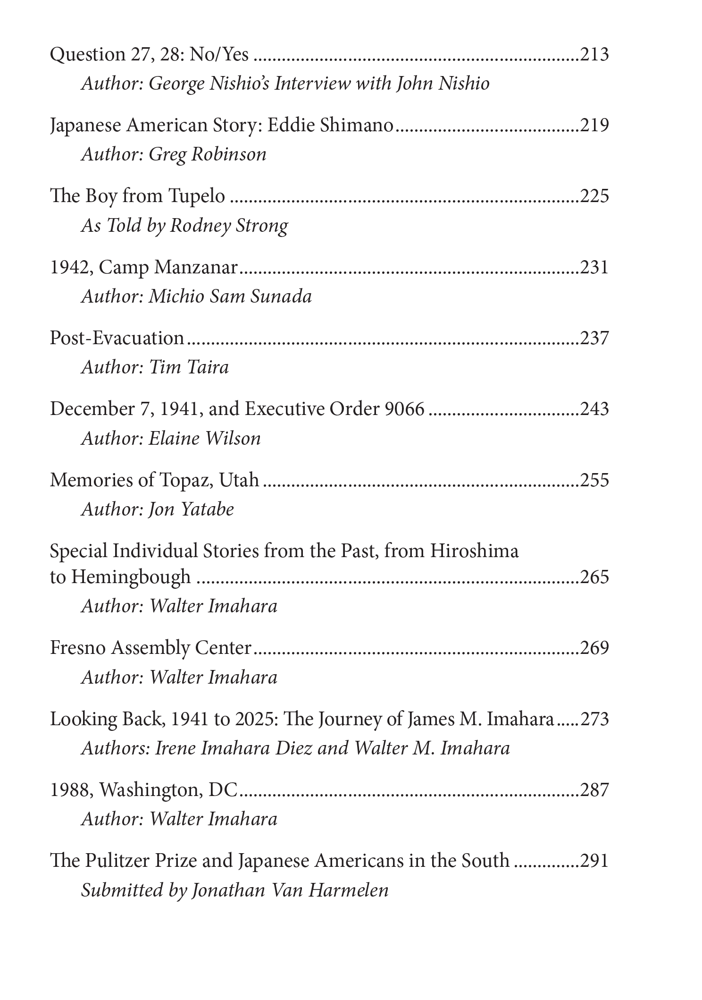 Question 27, 28: No/Yes .....................................................................213
Author: George Nishio’s Interview with John Nishio
Japanese American Story: Eddie Shimano.......................................219
Author: Greg Robinson
The Boy from Tupelo ..........................................................................225
As Told by Rodney Strong
1942, Camp Manzanar........................................................................231
Author: Michio Sam Sunada
Post-Evacuation...................................................................................237
Author: Tim Taira
December 7, 1941, and Executive Order 9066 ................................243
Author: Elaine Wilson
Memories of Topaz, Utah ...................................................................255
Author: Jon Yatabe
Special Individual Stories from the Past, from Hiroshima
to Hemingbough .................................................................................265
Author: Walter Imahara
Fresno Assembly Center.....................................................................269
Author: Walter Imahara
Looking Back, 1941 to 2025: The Journey of James M. Imahara.....273
Authors: Irene Imahara Diez and Walter M. Imahara
1988, Washington, DC........................................................................287
Author: Walter Imahara
The Pulitzer Prize and Japanese Americans in the South ..............291
Submitted by Jonathan Van Harmelen